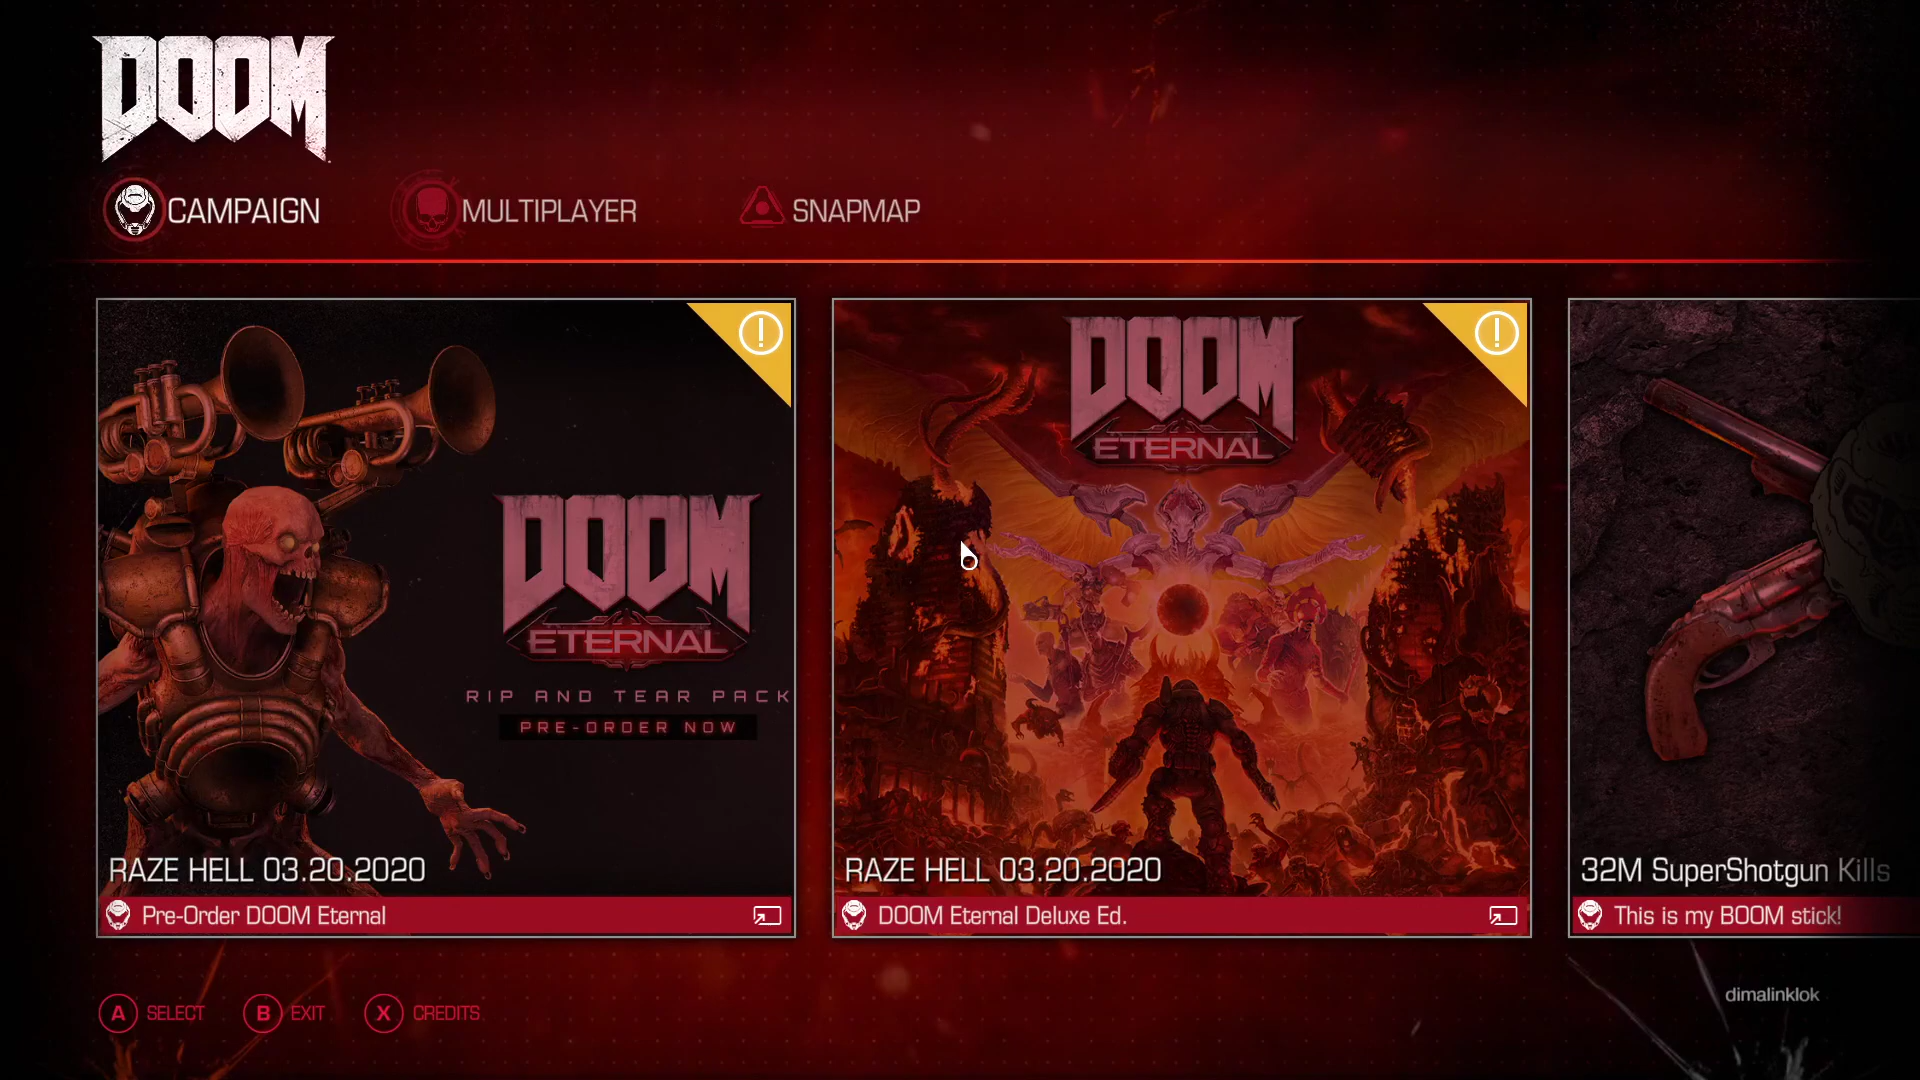 DOOM
CAMPAIGN
MULTIPLAYER
SNAPMAP
DOOM
ETERNAL
RIP AND TEAR PACK
PRE-ORDER NOW
RAZE HELL 03.20.2020
Pre-Order DOOM Eternal
DOOM
ETERNAL
RAZE HELL 03.20.2020
DOOM Eternal Deluxe Ed.
32M SuperShotgun Kills
This is my BOOM stick!
A SELECT B EXIT X CREDITS
dimalinklok